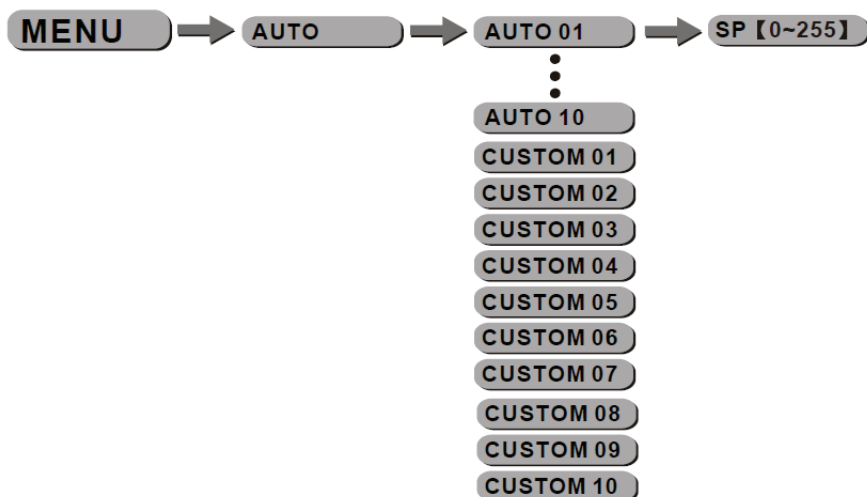 MENU AUTO AUTO 01 SP【0~255】
AUTO 10
CUSTOM 01
CUSTOM 02
CUSTOM 03
CUSTOM 04
CUSTOM 05
CUSTOM 06
CUSTOM 07
CUSTOM 08
CUSTOM 09
CUSTOM 10